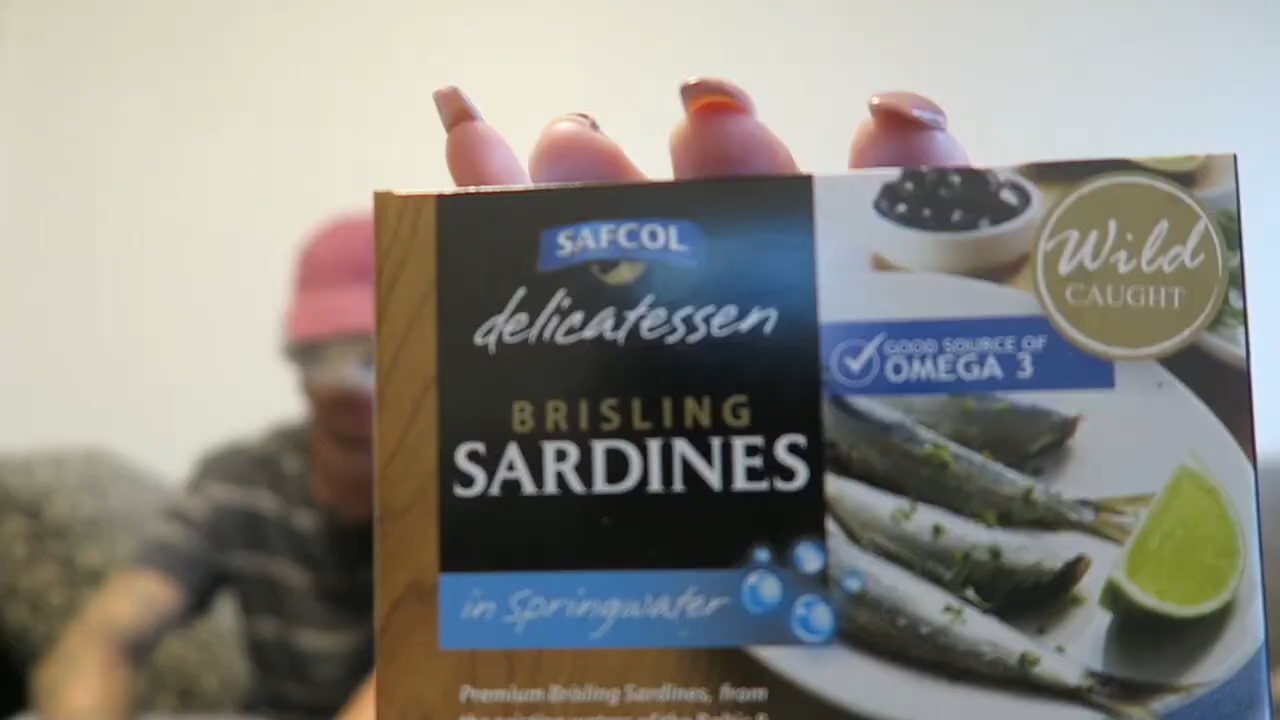 SAFCOL
delicatessen
BRISLING
SARDINES
in Springwater
Wild
CAUGHT
GOOD SOURCE OF
OMEGA 3
Premium Brisling Sardines, from